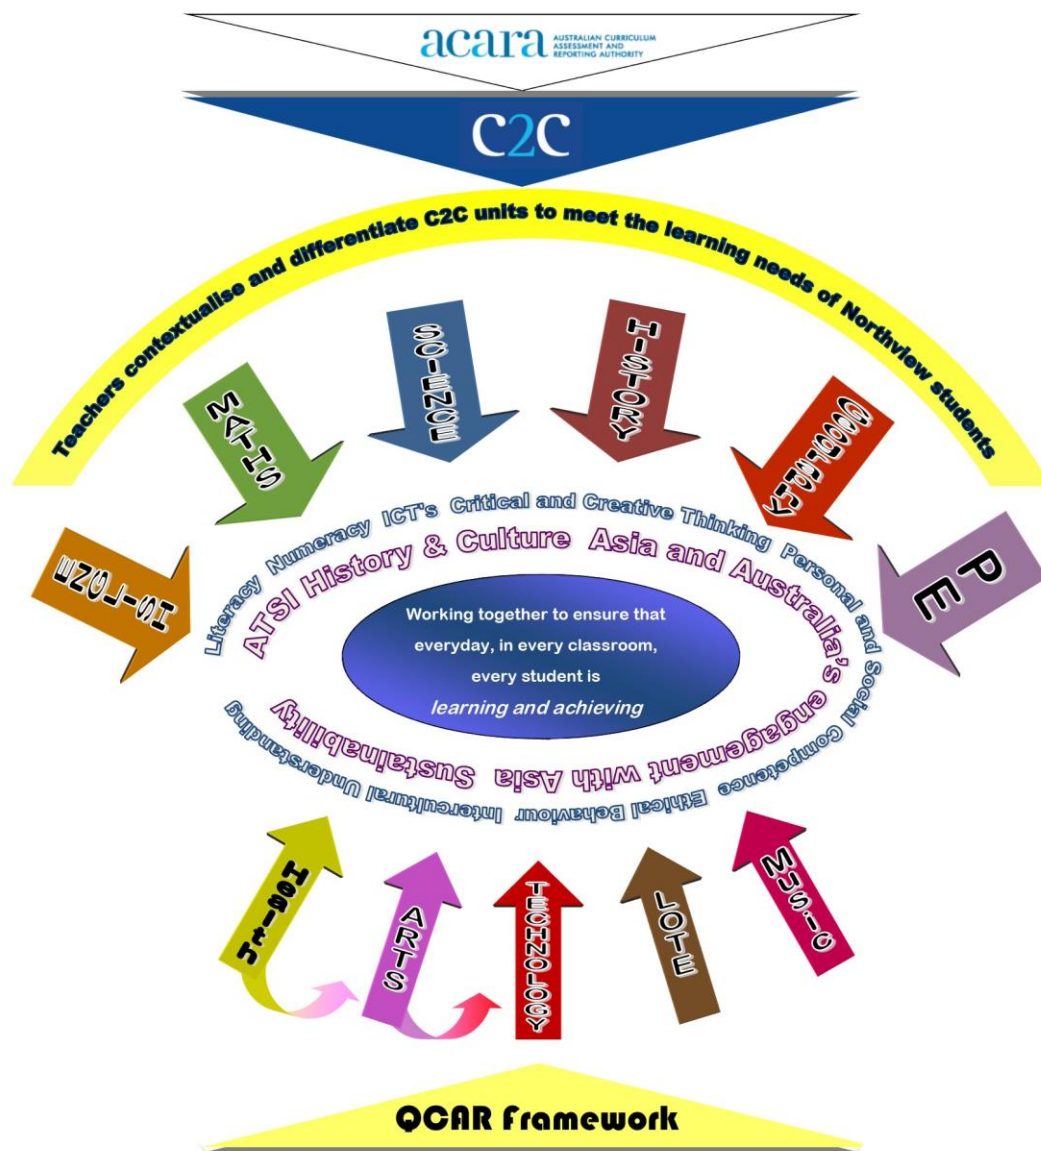 acara AUSTRALIAN CURRICULUM
ASSESSMENT AND
REPORTING AUTHORITY
C2C
Teachers contextualise and differentiate C2C units to meet the learning needs of Northview students
ENGLISH
MATHS
SCIENCE
HISTORY
GEOGRAPHY
PE
Literacy Numeracy ICT's Critical and Creative Thinking Personal and Social Competence Ethical Behaviour Intercultural Understanding
ATSI History & Culture Asia and Australia's engagement with Asia Sustainability
Working together to ensure that
everyday, in every classroom,
every student is
learning and achieving
Health
ARTS
TECHNOLOGY
LOTE
MUSIC
QCAR Framework